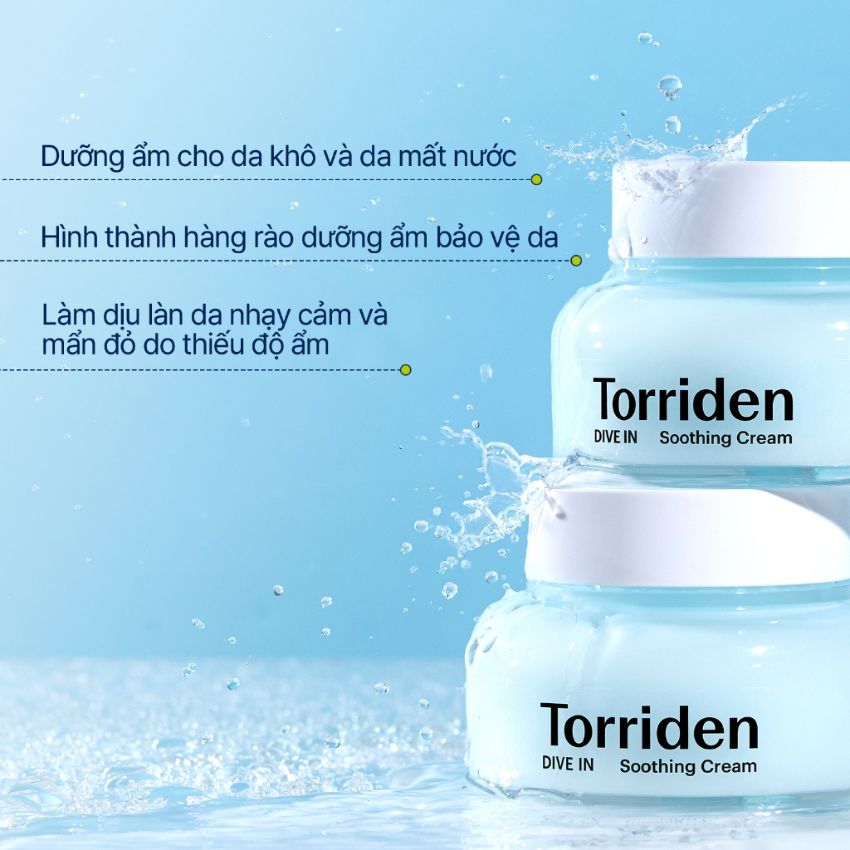 Dưỡng ẩm cho da khô và da mất nước
Hình thành hàng rào dưỡng ẩm bảo vệ da
Làm dịu làn da nhạy cảm và
mẩn đỏ do thiếu độ ẩm
Torriden
DIVE IN Soothing Cream
Torriden
DIVE IN Soothing Cream